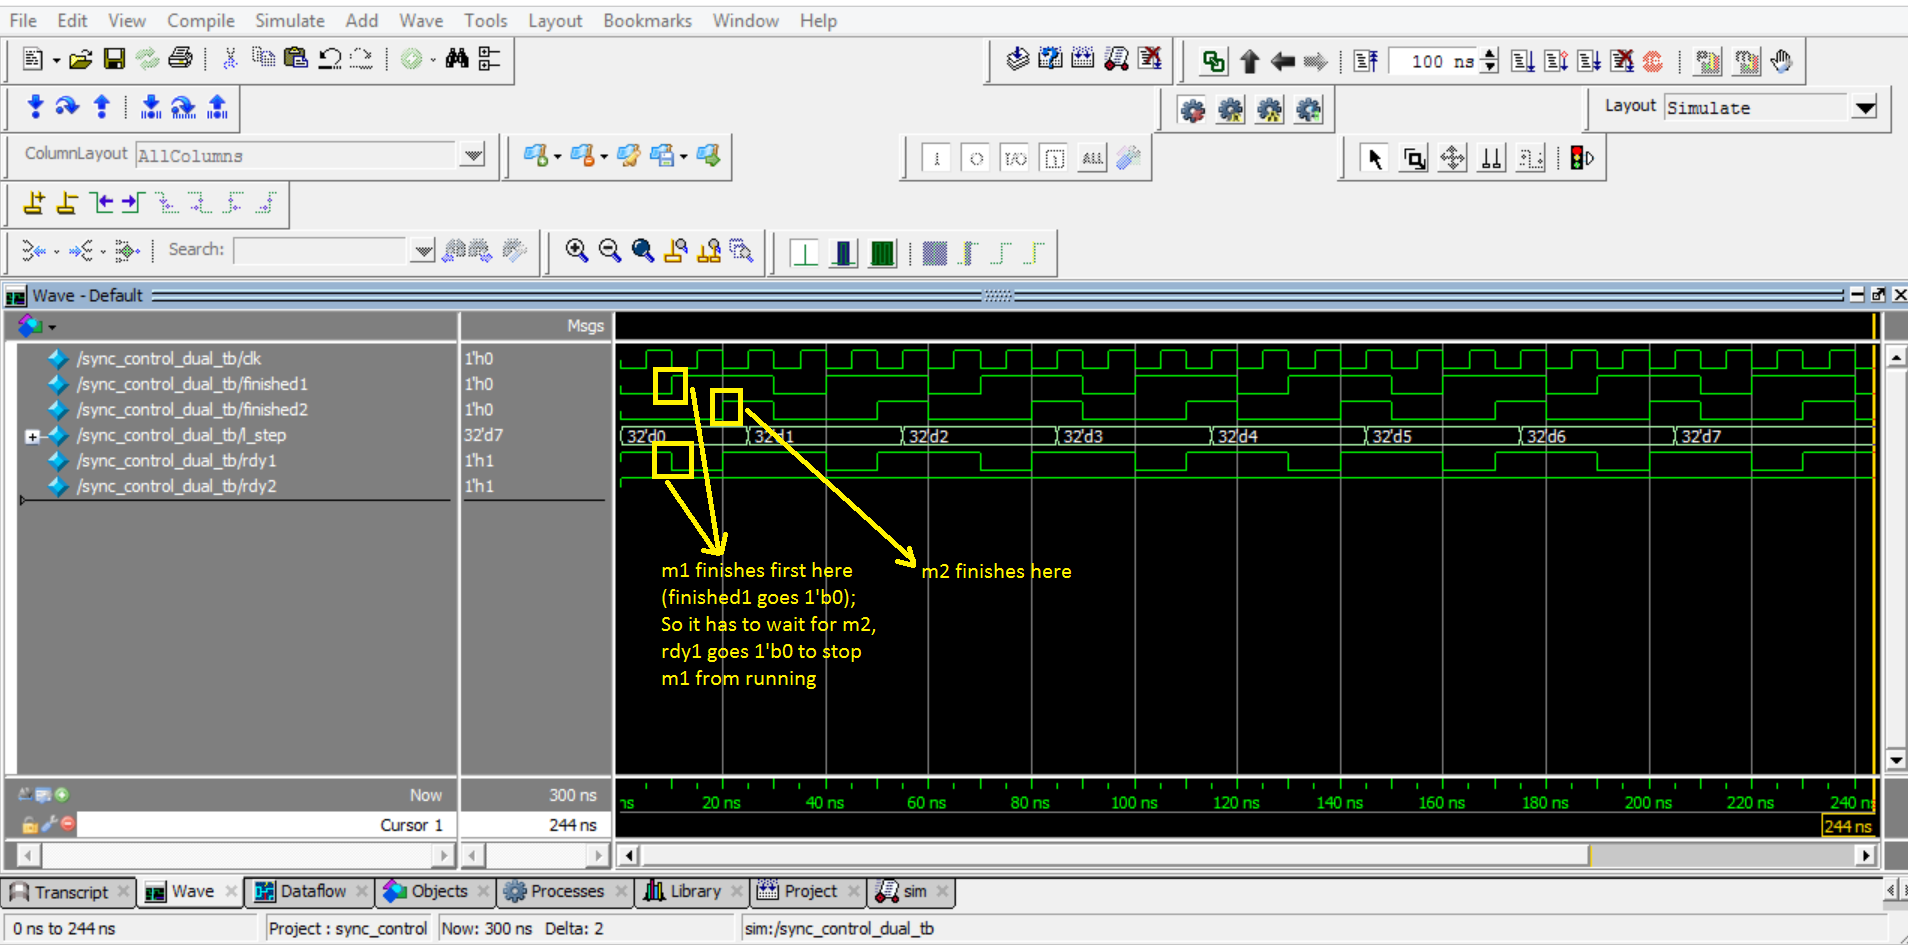 File Edit View Compile Simulate Add Wave Tools Layout Bookmarks Window Help
100 ns
Layout Simulate
ColumnLayout AllColumns
I O I/O ALL
Search:
Wave - Default
Msgs
/sync_control_dual_tb/clk 1'h0
/sync_control_dual_tb/finished1 1'h0
/sync_control_dual_tb/finished2 1'h0
/sync_control_dual_tb/l_step 32'd7 32'd0 32'd1 32'd2 32'd3 32'd4 32'd5 32'd6 32'd7
/sync_control_dual_tb/rdy1 1'h1
/sync_control_dual_tb/rdy2 1'h1
m1 finishes first here
(finished1 goes 1'b0);
So it has to wait for m2,
rdy1 goes 1'b0 to stop
m1 from running
m2 finishes here
Now 300 ns ns 20 ns 40 ns 60 ns 80 ns 100 ns 120 ns 140 ns 160 ns 180 ns 200 ns 220 ns 240 n
Cursor 1 244 ns 244 ns
Transcript Wave Dataflow Objects Processes Library Project sim
0 ns to 244 ns Project : sync_control Now: 300 ns Delta: 2 sim:/sync_control_dual_tb